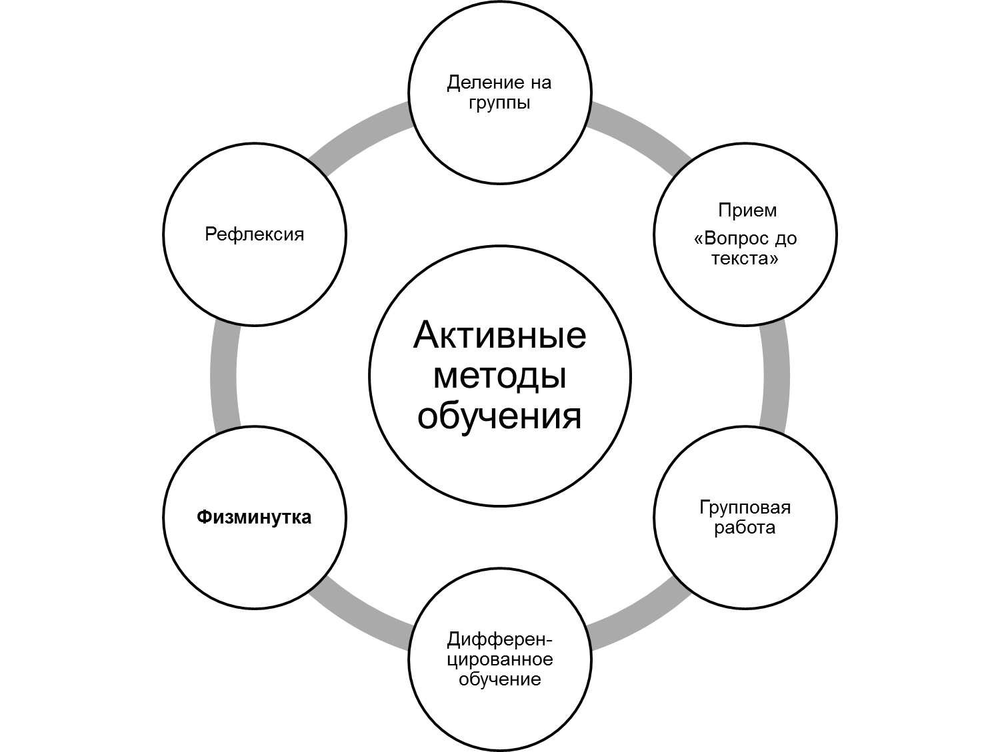 Деление на
группы
Прием
«Вопрос до
текста»
Групповая
работа
Дифферен-
цированное
обучение
Физминутка
Рефлексия
Активные
методы
обучения